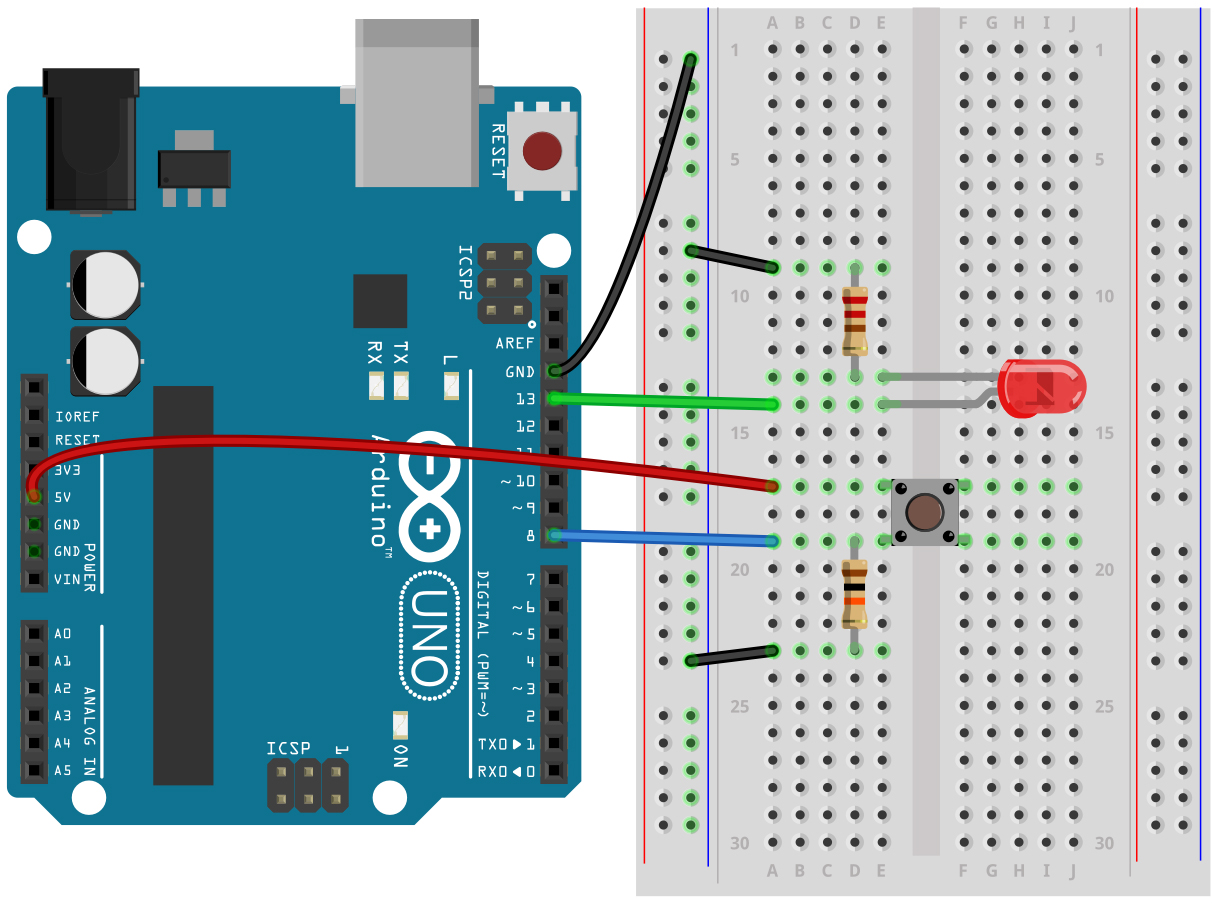 A B C D E F G H I J
1 1
5 5
10 10
15 15
20 20
25 25
30 30
A B C D E F G H I J
RESET
ICSP2
AREF
GND
13
12
11
~10
~9
8
7
~6
~5
4
~3
2
TX0▶1
RX0◀0
DIGITAL (PWM=~)
RX
TX
L
IOREF
RESET
3V3
5V
GND
GND
VIN
POWER
A0
A1
A2
A3
A4
A5
ANALOG IN
Arduino™
UNO
ICSP
1
ON